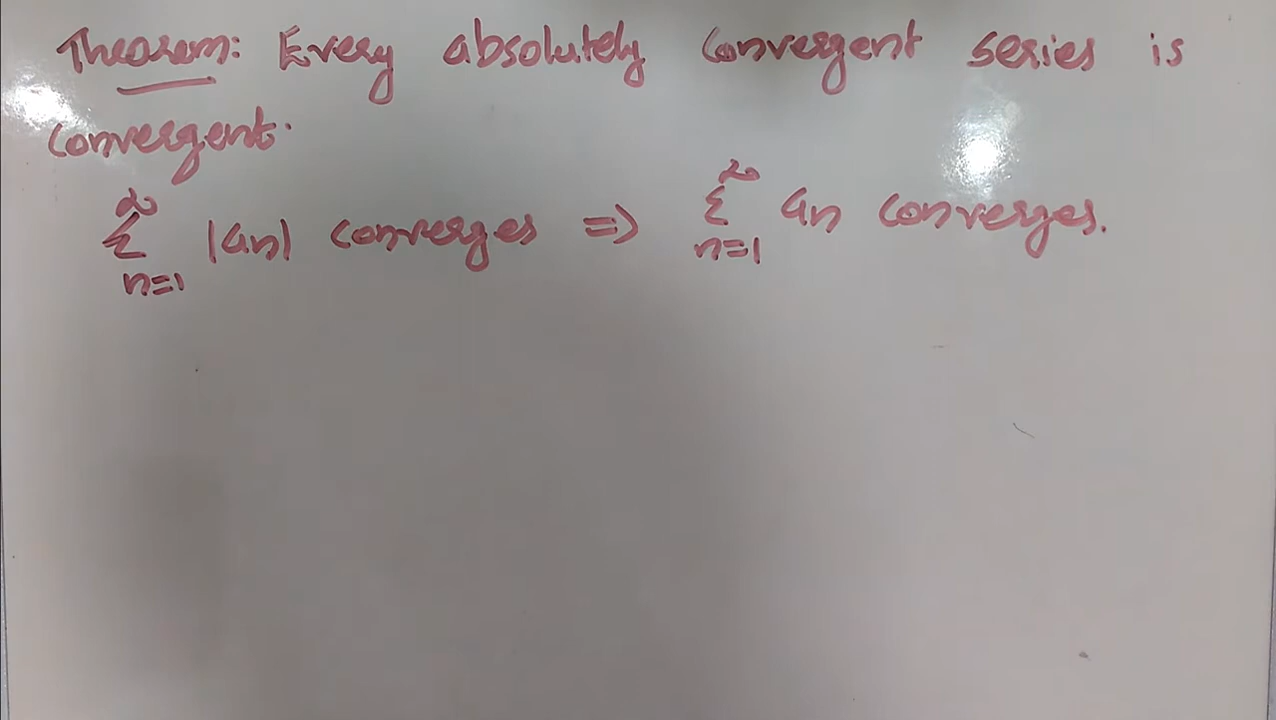 Theorem: Every absolutely convergent series is
convergent.
∞ ∑ n=1 |an| converges => ∞ ∑ n=1 an converges.